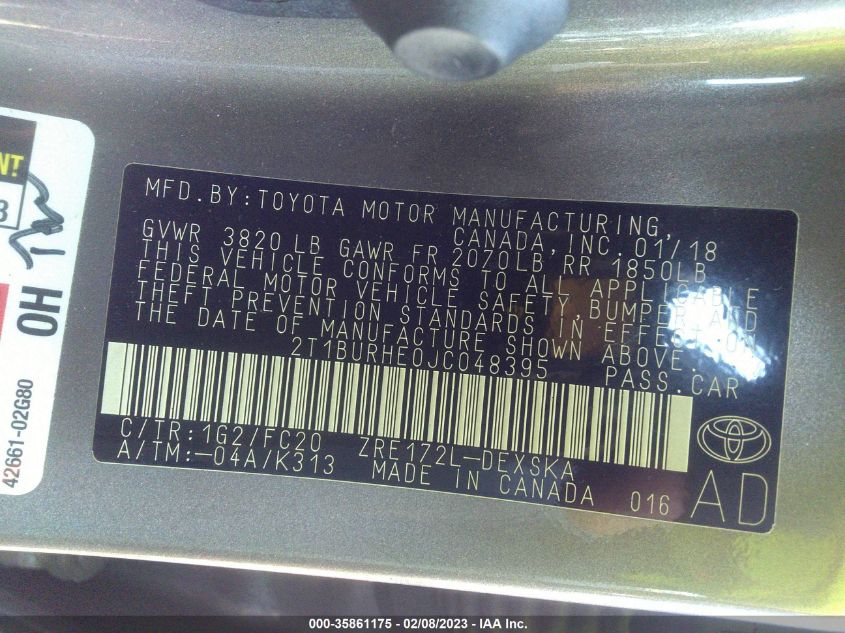 MFD.BY:TOYOTA MOTOR MANUFACTURING,
CANADA,INC. 01/18
GVWR 3820LB GAWR FR 2070LB RR 1850LB
THIS VEHICLE CONFORMS TO ALL APPLICABLE
FEDERAL MOTOR VEHICLE SAFETY,BUMPER,AND
THEFT PREVENTION STANDARDS IN EFFECT ON
THE DATE OF MANUFACTURE SHOWN ABOVE.
2T1BURHE0JC048395 PASS.CAR
C/TR:1G2/FC20 ZRE172L-DEXSKA
A/TM:-04A/K313 MADE IN CANADA 016
AD
OH
42661-02G80
000-35861175 - 02/08/2023 - IAA Inc.